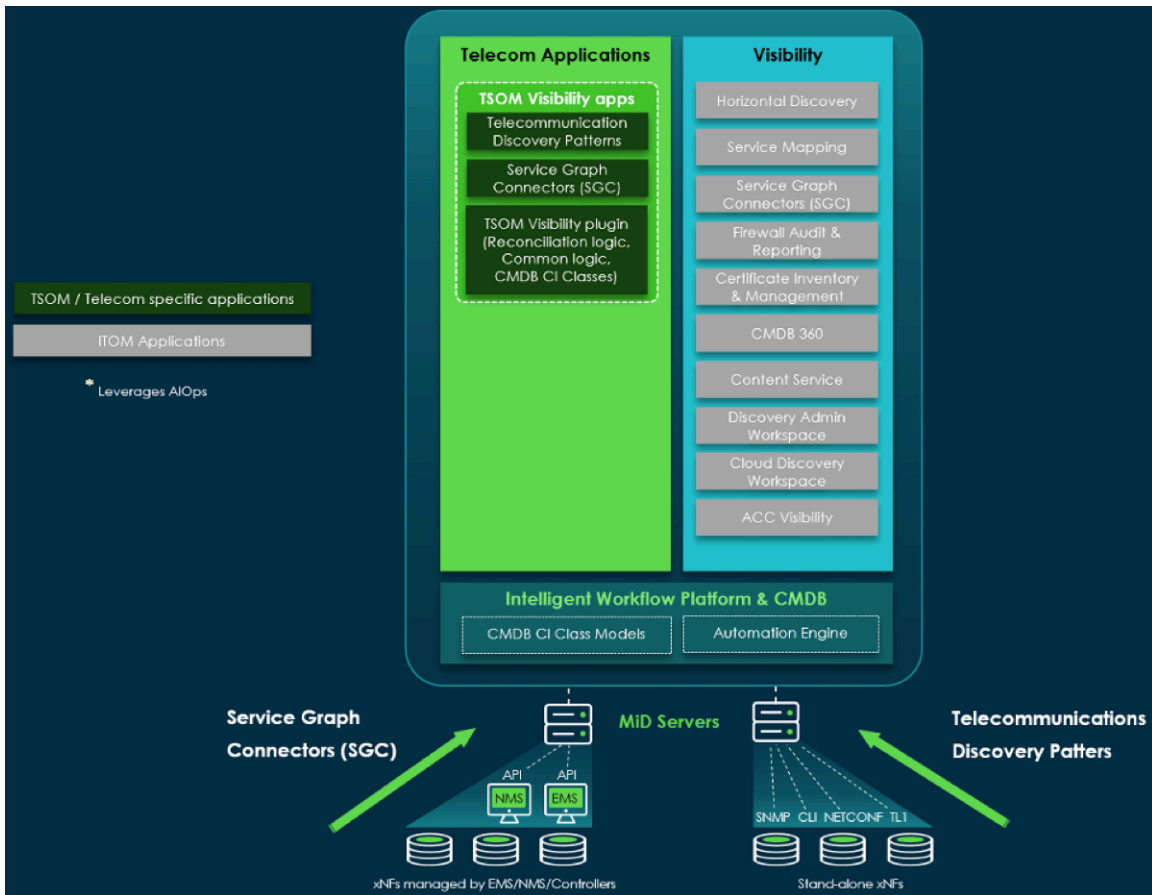 Telecom Applications
TSOM Visibility apps
Telecommunication
Discovery Patterns
Service Graph
Connectors (SGC)
TSOM Visibility plugin
(Reconciliation logic,
Common logic,
CMDB CI Classes)
Visibility
Horizontal Discovery
Service Mapping
Service Graph
Connectors (SGC)
Firewall Audit &
Reporting
Certificate Inventory
& Management
CMDB 360
Content Service
Discovery Admin
Workspace
Cloud Discovery
Workspace
ACC Visibility
TSOM / Telecom specific applications
ITOM Applications
* Leverages AIOps
Intelligent Workflow Platform & CMDB
CMDB CI Class Models
Automation Engine
Service Graph
Connectors (SGC)
MiD Servers
Telecommunications
Discovery Patters
API API
NMS EMS
SNMP CLI NETCONF TL1
xNFs managed by EMS/NMS/Controllers
Stand-alone xNFs